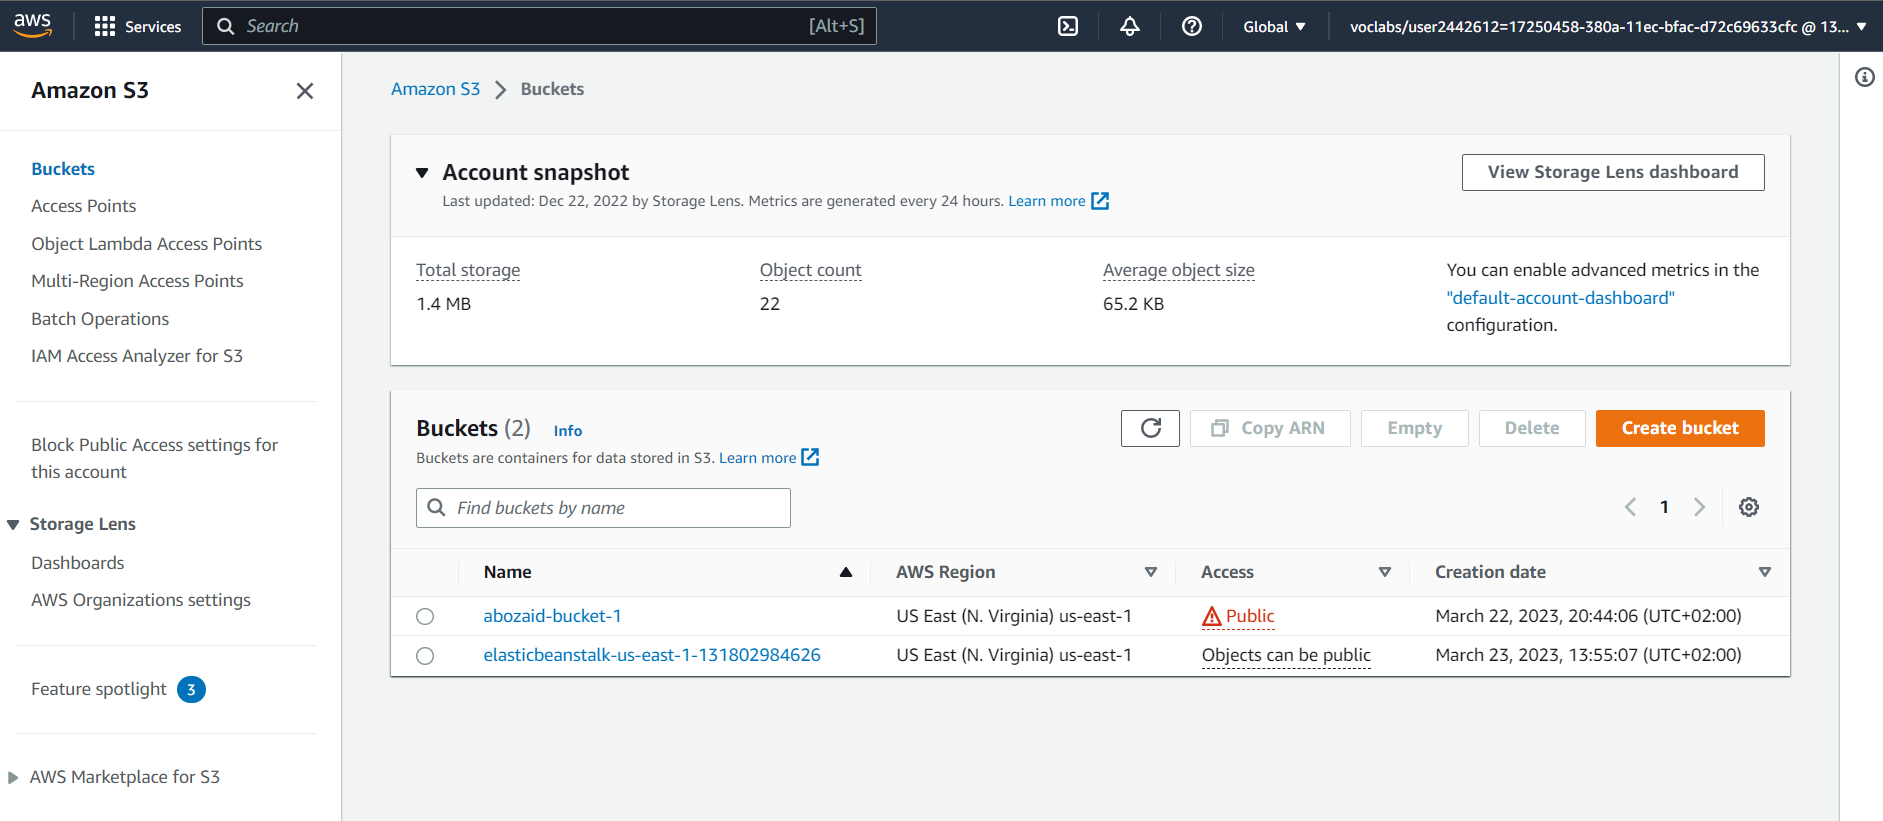 aws
Services
Search
[Alt+S]
Global
voclabs/user2442612=17250458-380a-11ec-bfac-d72c69633cfc @ 13...
Amazon S3
Buckets
Access Points
Object Lambda Access Points
Multi-Region Access Points
Batch Operations
IAM Access Analyzer for S3
Block Public Access settings for
this account
Storage Lens
Dashboards
AWS Organizations settings
Feature spotlight 3
AWS Marketplace for S3
Amazon S3 > Buckets
Account snapshot
Last updated: Dec 22, 2022 by Storage Lens. Metrics are generated every 24 hours. Learn more
View Storage Lens dashboard
Total storage
1.4 MB
Object count
22
Average object size
65.2 KB
You can enable advanced metrics in the
"default-account-dashboard"
configuration.
Buckets (2) Info
Buckets are containers for data stored in S3. Learn more
Copy ARN
Empty
Delete
Create bucket
Find buckets by name
1
Name AWS Region Access Creation date
abozaid-bucket-1 US East (N. Virginia) us-east-1 Public March 22, 2023, 20:44:06 (UTC+02:00)
elasticbeanstalk-us-east-1-131802984626 US East (N. Virginia) us-east-1 Objects can be public March 23, 2023, 13:55:07 (UTC+02:00)